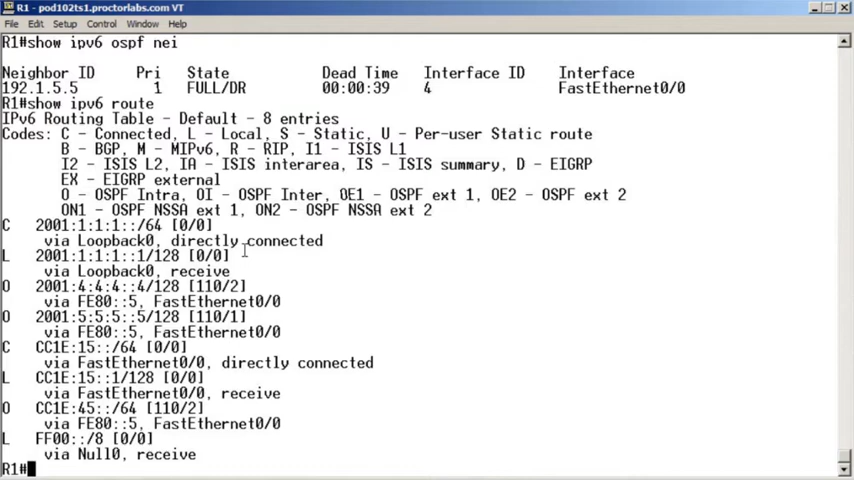 R1 - pod102ts1.proctorlabs.com VT
File Edit Setup Control Window Help
R1#show ipv6 ospf nei
Neighbor ID     Pri   State           Dead Time   Interface ID    Interface
192.1.5.5         1   FULL/DR         00:00:39    4               FastEthernet0/0
R1#show ipv6 route
IPv6 Routing Table - Default - 8 entries
Codes: C - Connected, L - Local, S - Static, U - Per-user Static route
       B - BGP, M - MIPv6, R - RIP, I1 - ISIS L1
       I2 - ISIS L2, IA - ISIS interarea, IS - ISIS summary, D - EIGRP
       EX - EIGRP external
       O - OSPF Intra, OI - OSPF Inter, OE1 - OSPF ext 1, OE2 - OSPF ext 2
       ON1 - OSPF NSSA ext 1, ON2 - OSPF NSSA ext 2
C   2001:1:1:1::/64 [0/0]
     via Loopback0, directly connected
L   2001:1:1:1::1/128 [0/0]
     via Loopback0, receive
O   2001:4:4:4::4/128 [110/2]
     via FE80::5, FastEthernet0/0
O   2001:5:5:5::5/128 [110/1]
     via FE80::5, FastEthernet0/0
C   CC1E:15::/64 [0/0]
     via FastEthernet0/0, directly connected
L   CC1E:15::1/128 [0/0]
     via FastEthernet0/0, receive
O   CC1E:45::/64 [110/2]
     via FE80::5, FastEthernet0/0
L   FF00::/8 [0/0]
     via Null0, receive
R1#